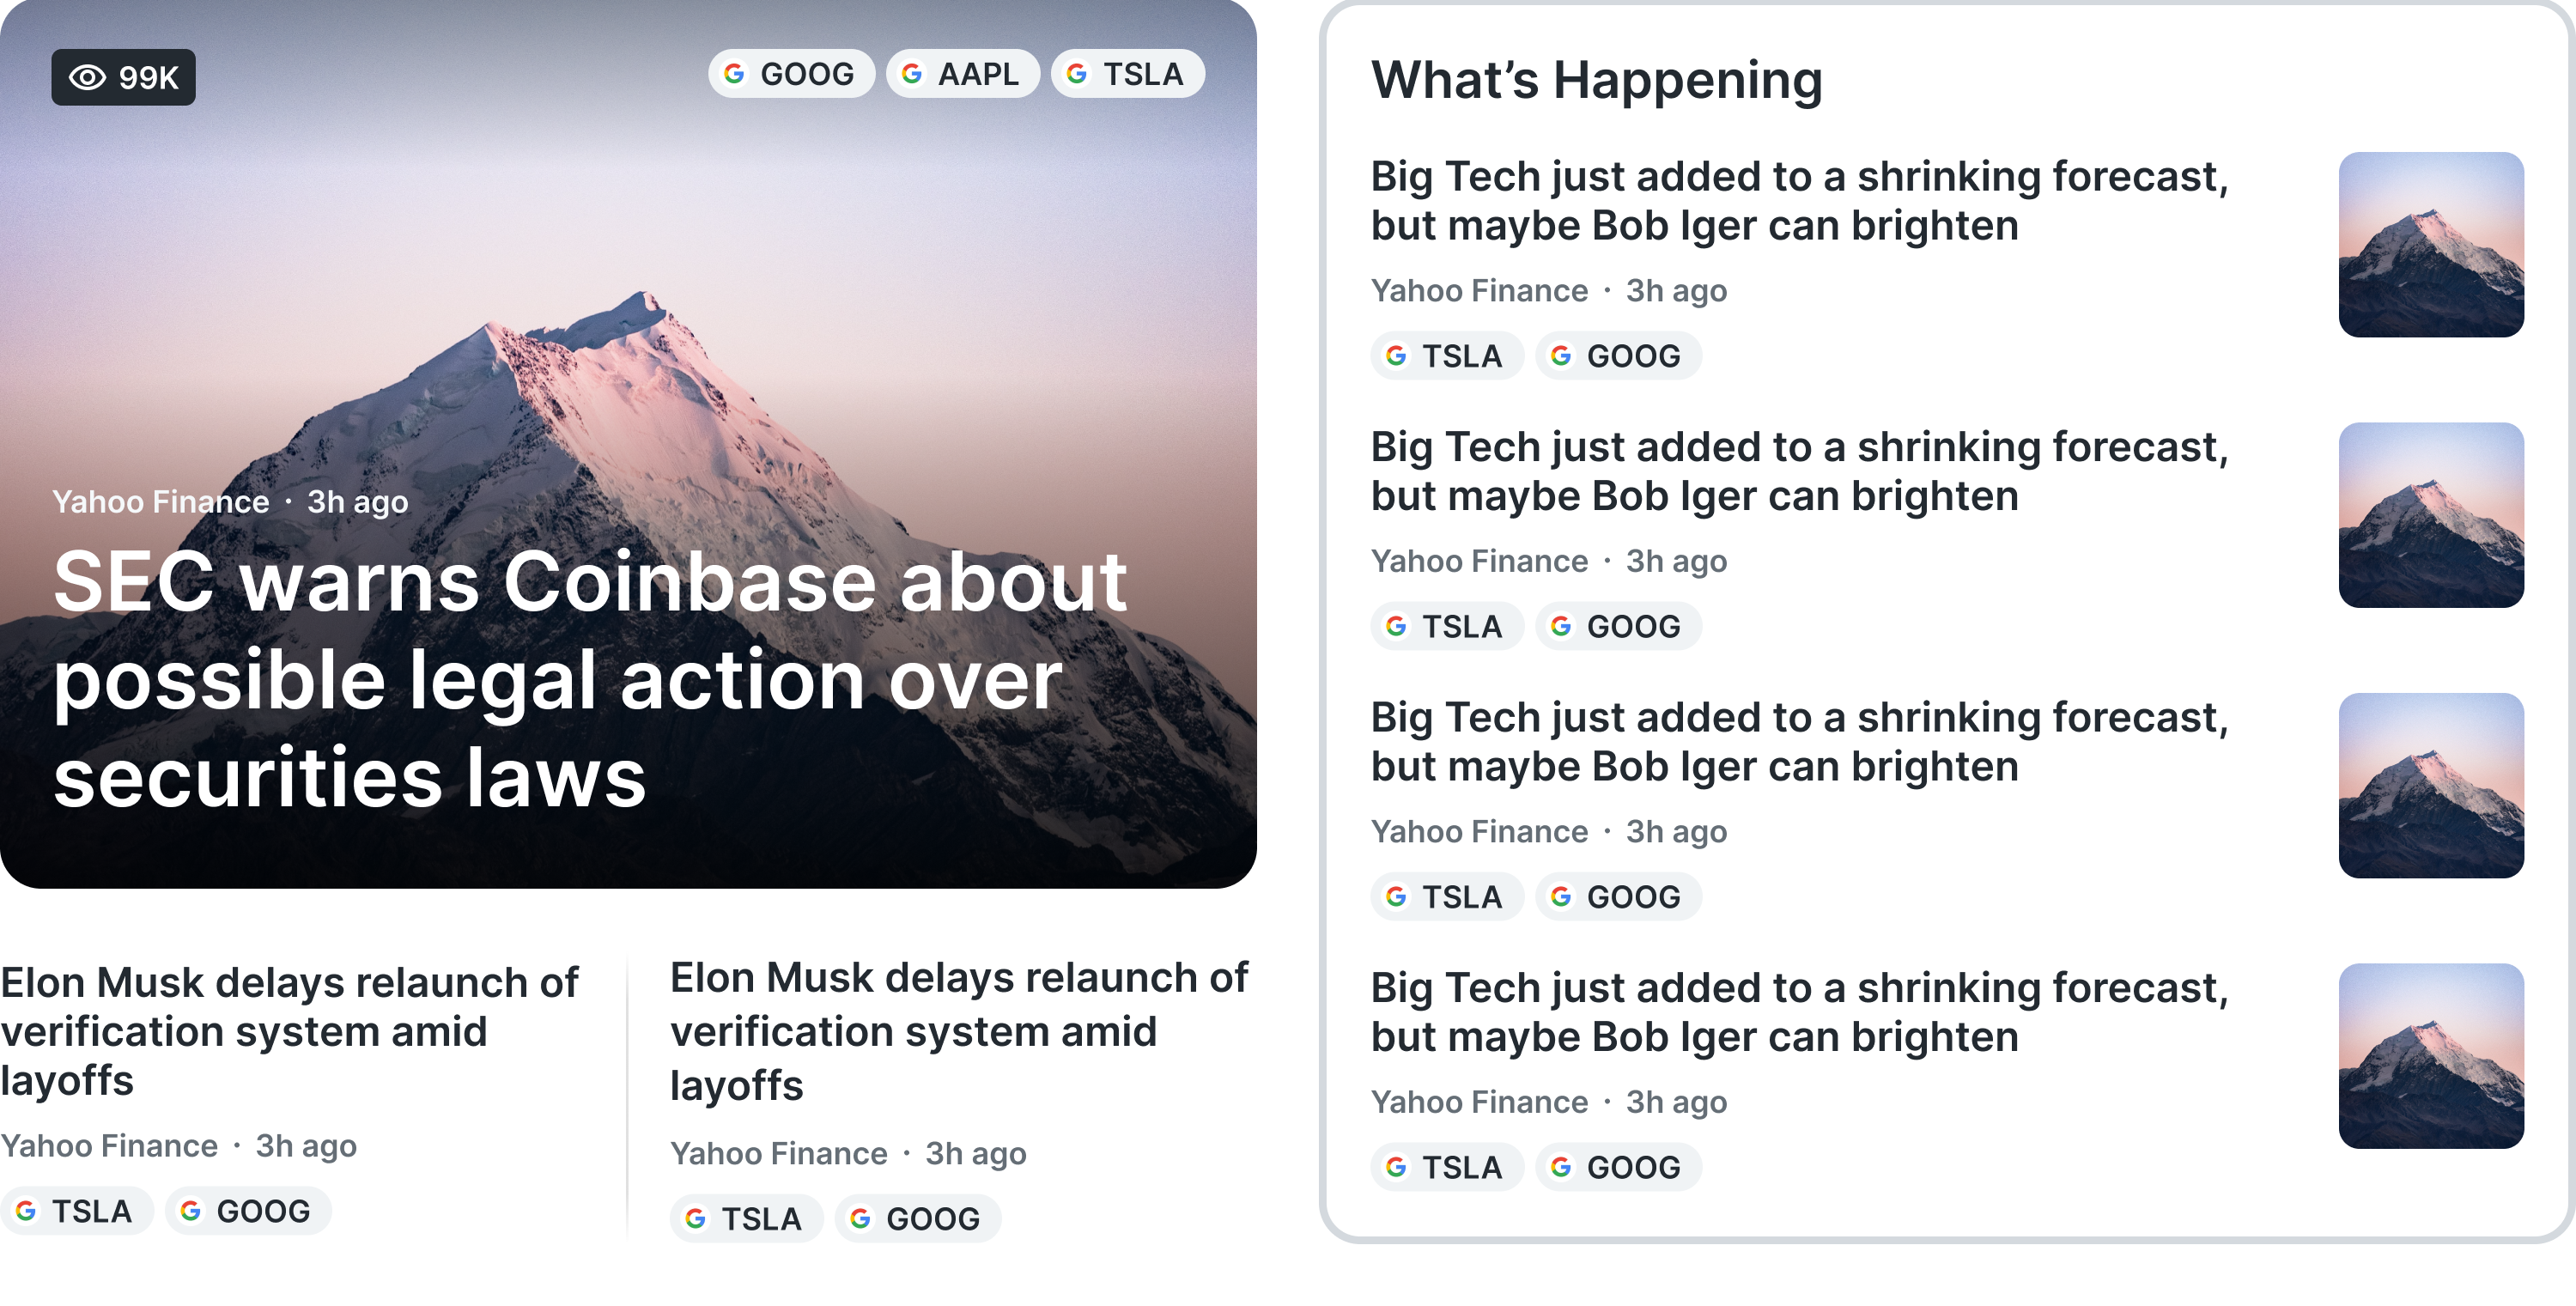 99K
GOOG
AAPL
TSLA
Yahoo Finance · 3h ago
SEC warns Coinbase about
possible legal action over
securities laws
Elon Musk delays relaunch of
verification system amid
layoffs
Yahoo Finance · 3h ago
TSLA
GOOG
Elon Musk delays relaunch of
verification system amid
layoffs
Yahoo Finance · 3h ago
TSLA
GOOG
What’s Happening
Big Tech just added to a shrinking forecast,
but maybe Bob Iger can brighten
Yahoo Finance · 3h ago
TSLA
GOOG
Big Tech just added to a shrinking forecast,
but maybe Bob Iger can brighten
Yahoo Finance · 3h ago
TSLA
GOOG
Big Tech just added to a shrinking forecast,
but maybe Bob Iger can brighten
Yahoo Finance · 3h ago
TSLA
GOOG
Big Tech just added to a shrinking forecast,
but maybe Bob Iger can brighten
Yahoo Finance · 3h ago
TSLA
GOOG